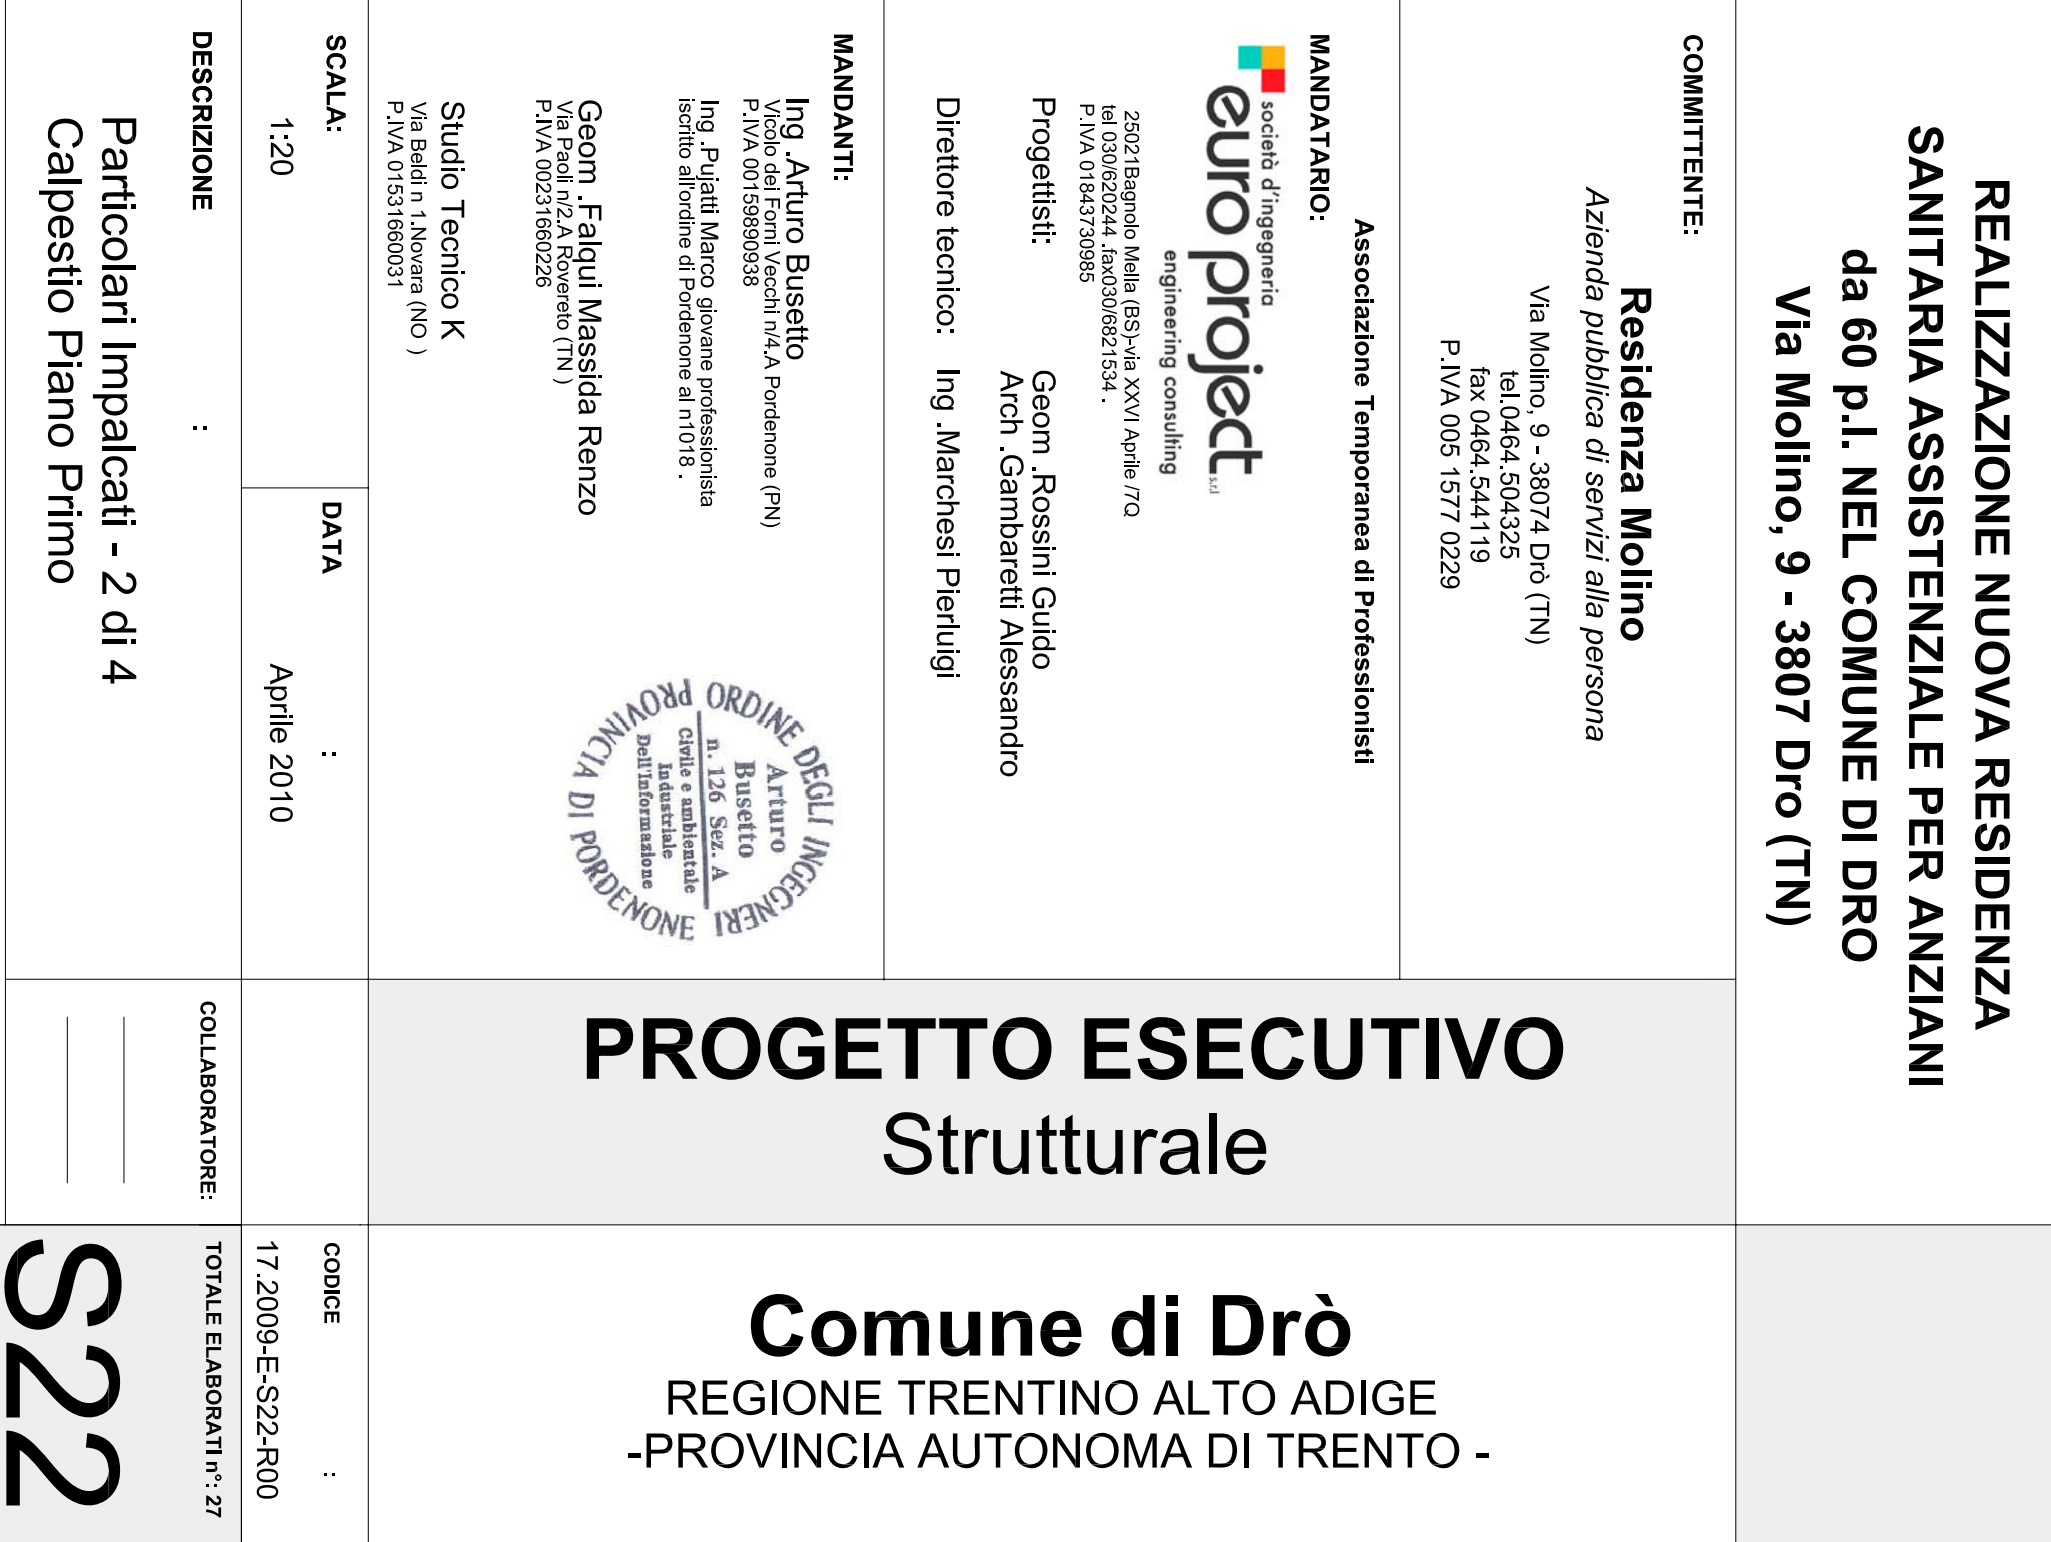 REALIZZAZIONE NUOVA RESIDENZA
SANITARIA ASSISTENZIALE PER ANZIANI
da 60 p.l. NEL COMUNE DI DRO
Via Molino, 9 - 3807 Dro (TN)
COMMITTENTE:
Residenza Molino
Azienda pubblica di servizi alla persona
Via Molino, 9 - 38074 Drò (TN)
tel.0464.504325
fax 0464.544119
P.IVA 005 1577 0229
Associazione Temporanea di Professionisti
MANDATARIO:
società d'ingegneria
euro project s.r.l
engineering consulting
25021Bagnolo Mella (BS)-via XXVI Aprile /7Q
tel 030/620244 .fax030/6821534 .
P.IVA 01843730985
Progettisti:
Geom .Rossini Guido
Arch .Gambaretti Alessandro
Direttore tecnico: Ing .Marchesi Pierluigi
MANDANTI:
Ing .Arturo Busetto
Vicolo dei Forni Vecchi n/4.A Pordenone (PN)
P.IVA 00159890938
Ing .Pujatti Marco giovane professionista
iscritto all'ordine di Pordenone al n1018 .
Geom .Falqui Massida Renzo
Via Paoli n/2.A Rovereto (TN )
P.IVA 00231660226
Studio Tecnico K
Via Beldi n 1.Novara (NO )
P.IVA 01531660031
ORDINE DEGLI INGEGNERI
PROVINCIA DI PORDENONE
Arturo
Busetto
n. 126 Sez. A
Civile e ambientale
Industriale
Dell'Informazione
SCALA:
1:20
DATA :
Aprile 2010
DESCRIZIONE :
Particolari Impalcati - 2 di 4
Calpestio Piano Primo
PROGETTO ESECUTIVO
Strutturale
COLLABORATORE:
Comune di Drò
REGIONE TRENTINO ALTO ADIGE
-PROVINCIA AUTONOMA DI TRENTO -
CODICE :
17.2009-E-S22-R00
TOTALE ELABORATI n°: 27
S22